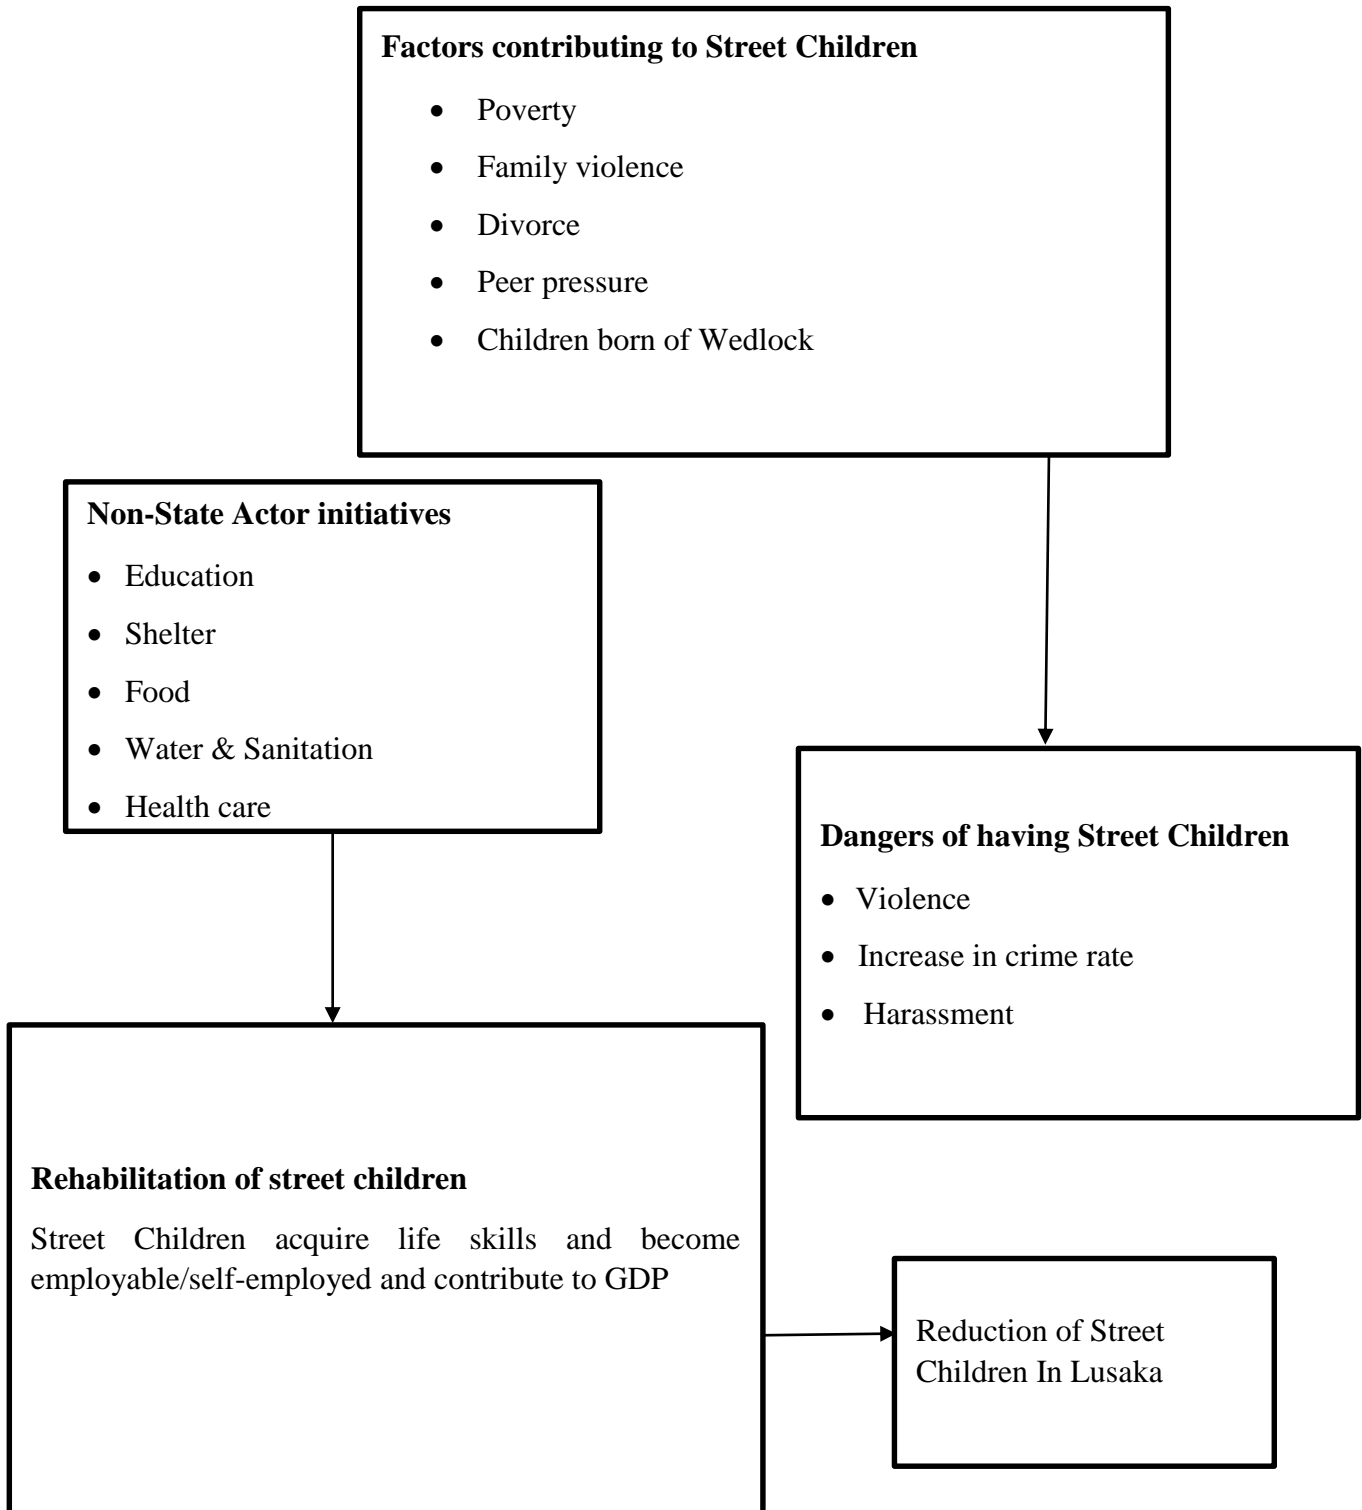 Factors contributing to Street Children
• Poverty
• Family violence
• Divorce
• Peer pressure
• Children born of Wedlock
Non-State Actor initiatives
• Education
• Shelter
• Food
• Water & Sanitation
• Health care
Dangers of having Street Children
• Violence
• Increase in crime rate
• Harassment
Rehabilitation of street children
Street Children acquire life skills and become
employable/self-employed and contribute to GDP
Reduction of Street
Children In Lusaka